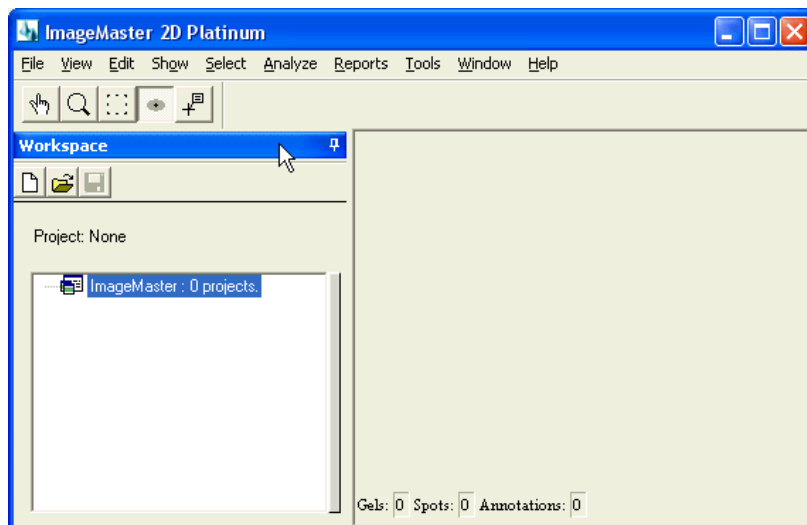 ImageMaster 2D Platinum
File View Edit Show Select Analyze Reports Tools Window Help
Workspace
Project: None
ImageMaster : 0 projects.
Gels: 0 Spots: 0 Annotations: 0